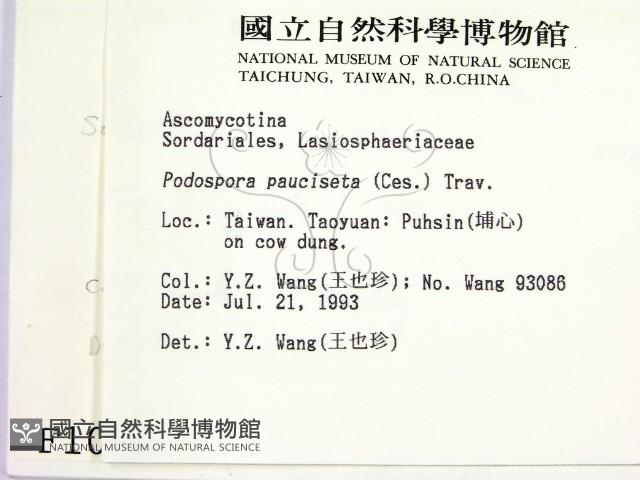 國立自然科學博物館
NATIONAL MUSEUM OF NATURAL SCIENCE
TAICHUNG, TAIWAN, R.O.CHINA
Ascomycotina
Sordariales, Lasiosphaeriaceae
Podospora pauciseta (Ces.) Trav.
Loc.: Taiwan. Taoyuan: Puhsin(埔心)
on cow dung.
Col.: Y.Z. Wang(王也珍); No. Wang 93086
Date: Jul. 21, 1993
Det.: Y.Z. Wang(王也珍)
國立自然科學博物館
NATIONAL MUSEUM OF NATURAL SCIENCE